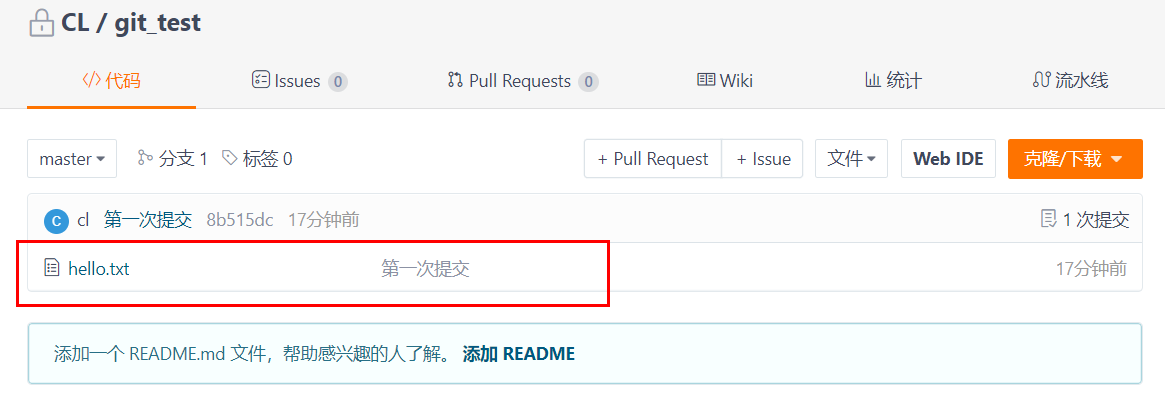 CL / git_test
代码 Issues 0 Pull Requests 0 Wiki 统计 流水线
master 分支 1 标签 0 + Pull Request + Issue 文件 Web IDE 克隆/下载
C cl 第一次提交 8b515dc 17分钟前 1 次提交
hello.txt 第一次提交 17分钟前
添加一个 README.md 文件，帮助感兴趣的人了解。 添加 README